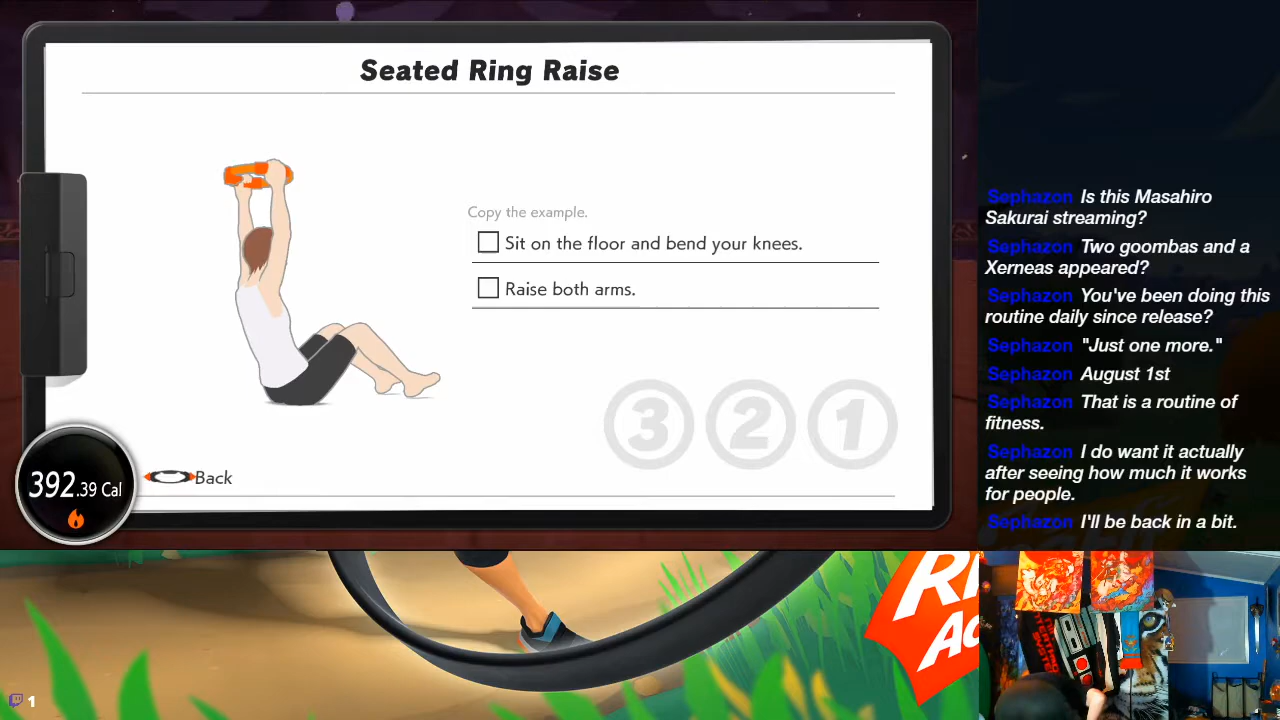 Seated Ring Raise
Copy the example.
Sit on the floor and bend your knees.
Raise both arms.
3 2 1
392.39 Cal
Back
Sephazon Is this Masahiro
Sakurai streaming?
Sephazon Two goombas and a
Xerneas appeared?
Sephazon You've been doing this
routine daily since release?
Sephazon "Just one more."
Sephazon August 1st
Sephazon That is a routine of
fitness.
Sephazon I do want it actually
after seeing how much it works
for people.
Sephazon I'll be back in a bit.
1